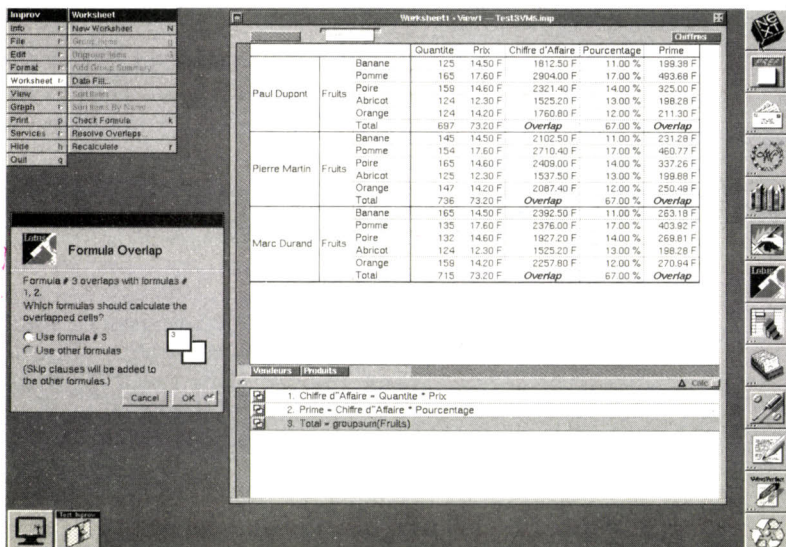 Improv
Info
File
Edit
Format
Worksheet
View
Graph
Print p
Services
Hide h
Quit q
Worksheet
New Worksheet N
Group Items
Ungroup Items
Add Group Summary
Data Fill...
Sort Items
Sort Items By Name
Check Formula k
Resolve Overlaps...
Recalculate r
Worksheet1 - View1 — Test3VMS.imp
Chiffres
Quantite Prix Chiffre d"Affaire Pourcentage Prime
Paul Dupont Fruits
Banane 125 14.50 F 1812.50 F 11.00 % 199.38 F
Pomme 165 17.60 F 2904.00 F 17.00 % 493.68 F
Poire 159 14.60 F 2321.40 F 14.00 % 325.00 F
Abricot 124 12.30 F 1525.20 F 13.00 % 198.28 F
Orange 124 14.20 F 1760.80 F 12.00 % 211.30 F
Total 697 73.20 F Overlap 67.00 % Overlap
Pierre Martin Fruits
Banane 145 14.50 F 2102.50 F 11.00 % 231.28 F
Pomme 154 17.60 F 2710.40 F 17.00 % 460.77 F
Poire 165 14.60 F 2409.00 F 14.00 % 337.26 F
Abricot 125 12.30 F 1537.50 F 13.00 % 199.88 F
Orange 147 14.20 F 2087.40 F 12.00 % 250.49 F
Total 736 73.20 F Overlap 67.00 % Overlap
Marc Durand Fruits
Banane 165 14.50 F 2392.50 F 11.00 % 263.18 F
Pomme 135 17.60 F 2376.00 F 17.00 % 403.92 F
Poire 132 14.60 F 1927.20 F 14.00 % 269.81 F
Abricot 124 12.30 F 1525.20 F 13.00 % 198.28 F
Orange 159 14.20 F 2257.80 F 12.00 % 270.94 F
Total 715 73.20 F Overlap 67.00 % Overlap
Vendeurs Produits
Calc
1. Chiffre d"Affaire = Quantite * Prix
2. Prime = Chiffre d"Affaire * Pourcentage
3. Total = groupsum(Fruits)
Lotus
Formula Overlap
Formula # 3 overlaps with formulas #
1, 2.
Which formulas should calculate the
overlapped cells?
Use formula # 3
Use other formulas
3
(Skip clauses will be added to
the other formulas.)
Cancel OK
NeXT
Lotus
WordPerfect
Test Improv